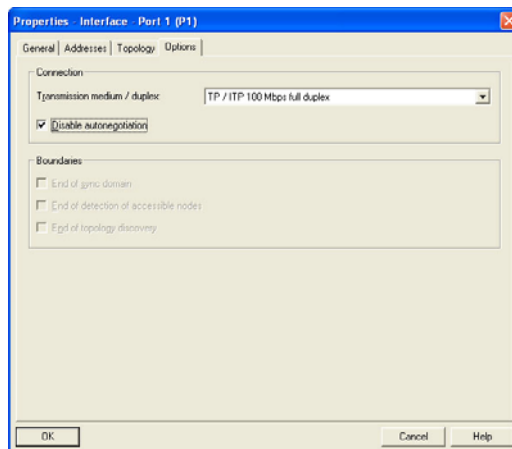 Properties - Interface - Port 1 (P1)
General Addresses Topology Options
Connection
Transmission medium / duplex: TP / ITP 100 Mbps full duplex
Disable autonegotiation
Boundaries
End of sync domain
End of detection of accessible nodes
End of topology discovery
OK Cancel Help